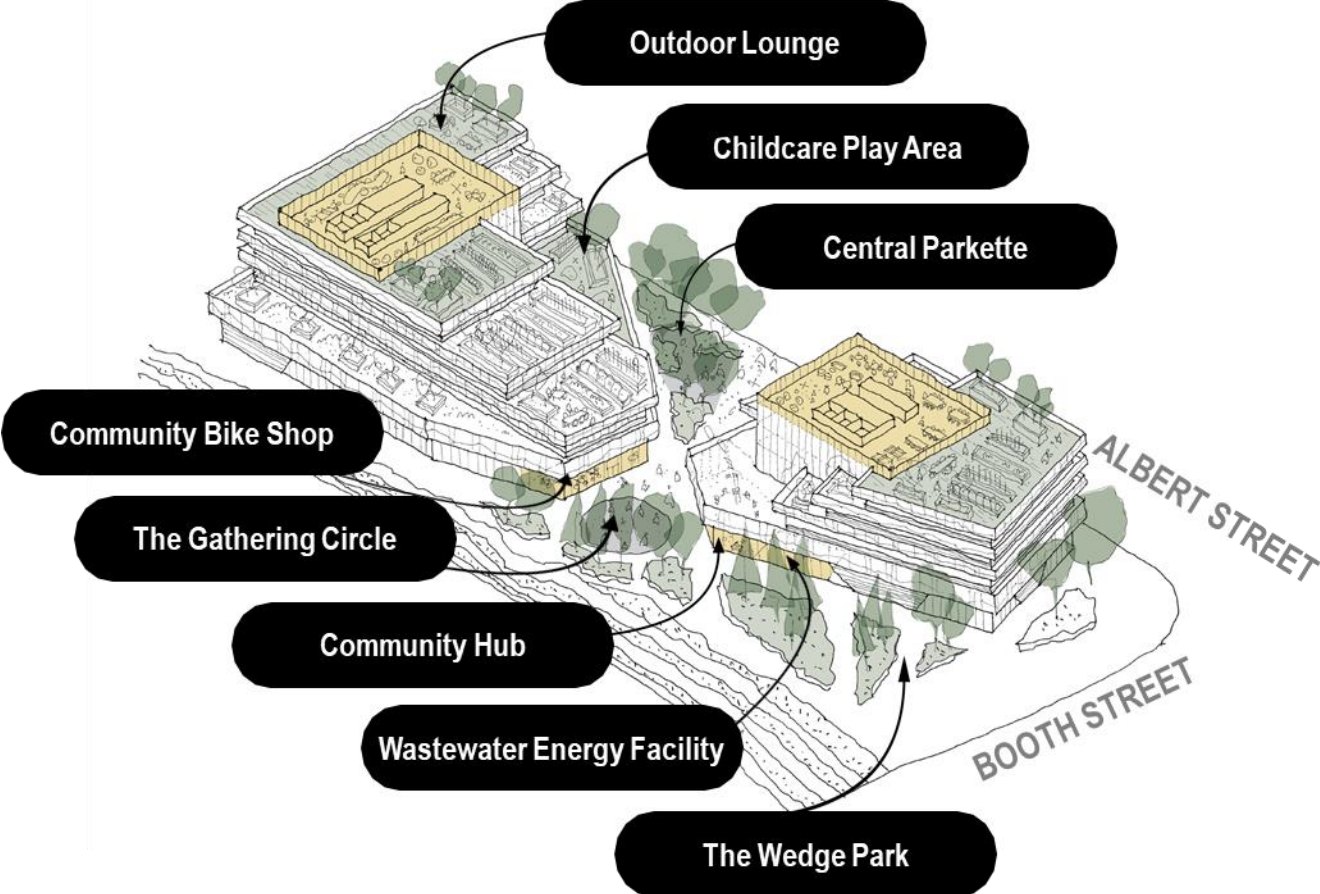 Outdoor Lounge
Childcare Play Area
Central Parkette
Community Bike Shop
ALBERT STREET
The Gathering Circle
Community Hub
BOOTH STREET
Wastewater Energy Facility
The Wedge Park